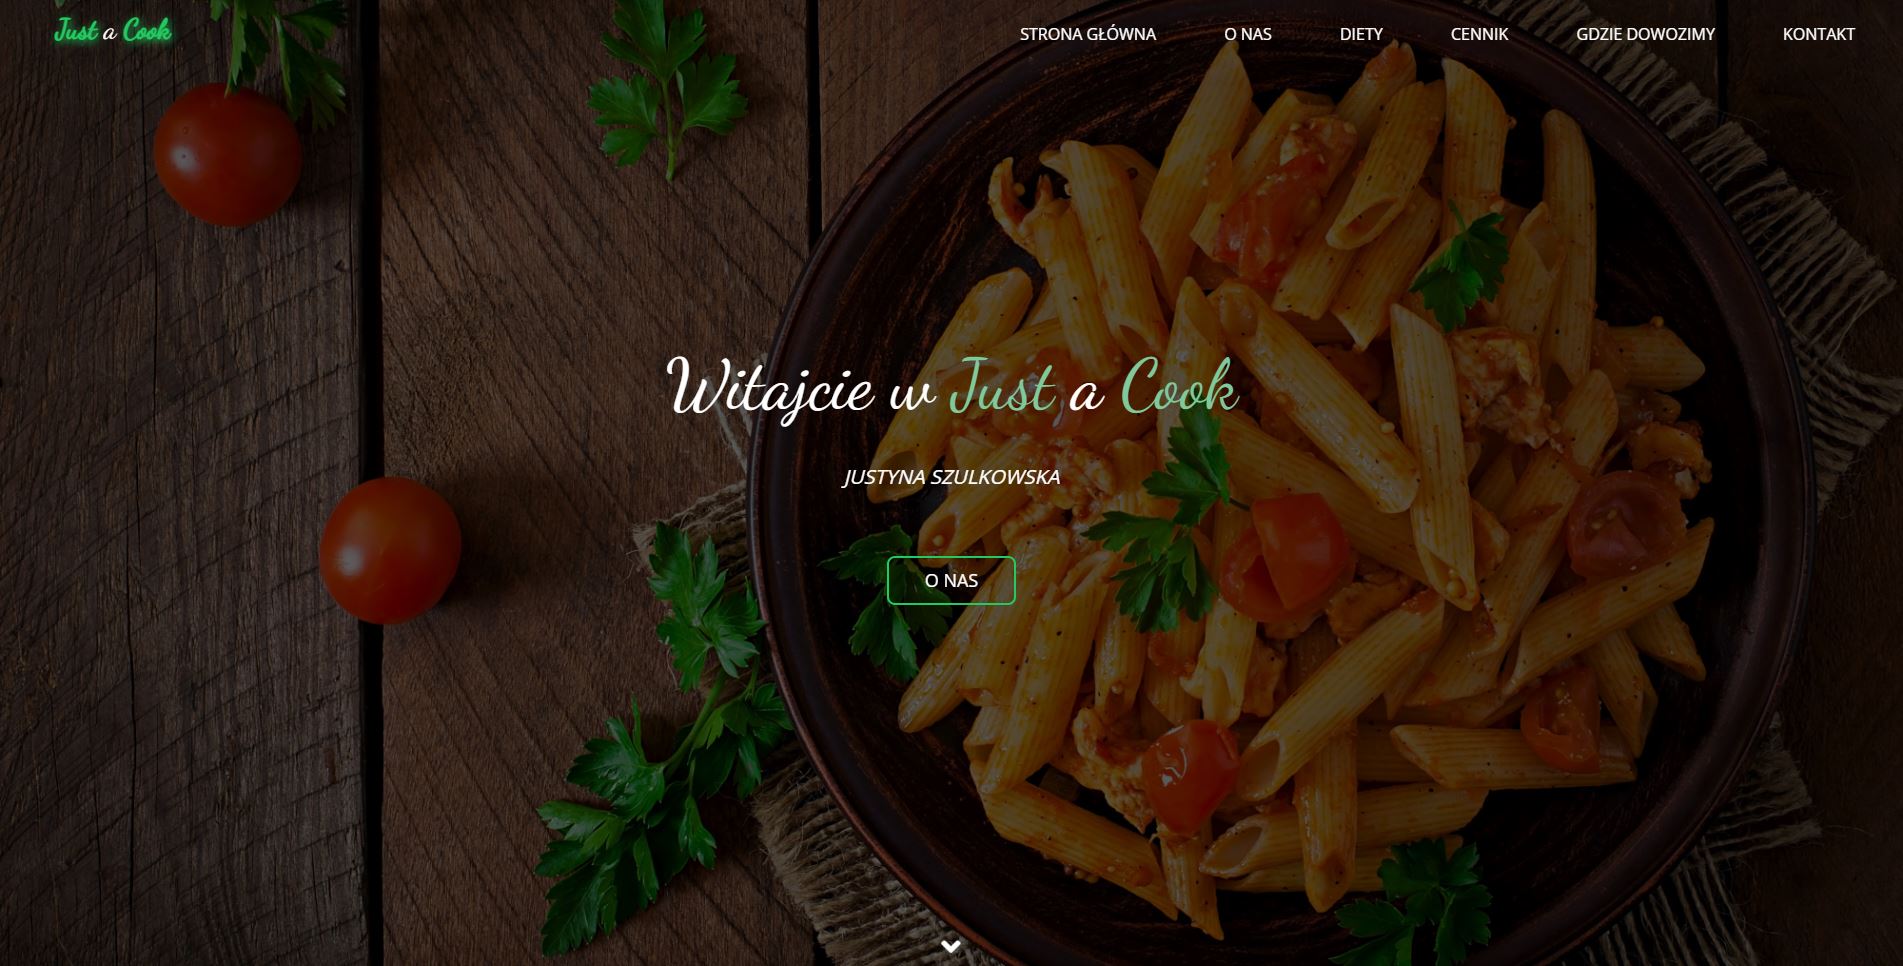 Just a Cook
STRONA GŁÓWNA
O NAS
DIETY
CENNIK
GDZIE DOWOZIMY
KONTAKT
Witajcie w Just a Cook
JUSTYNA SZULKOWSKA
O NAS